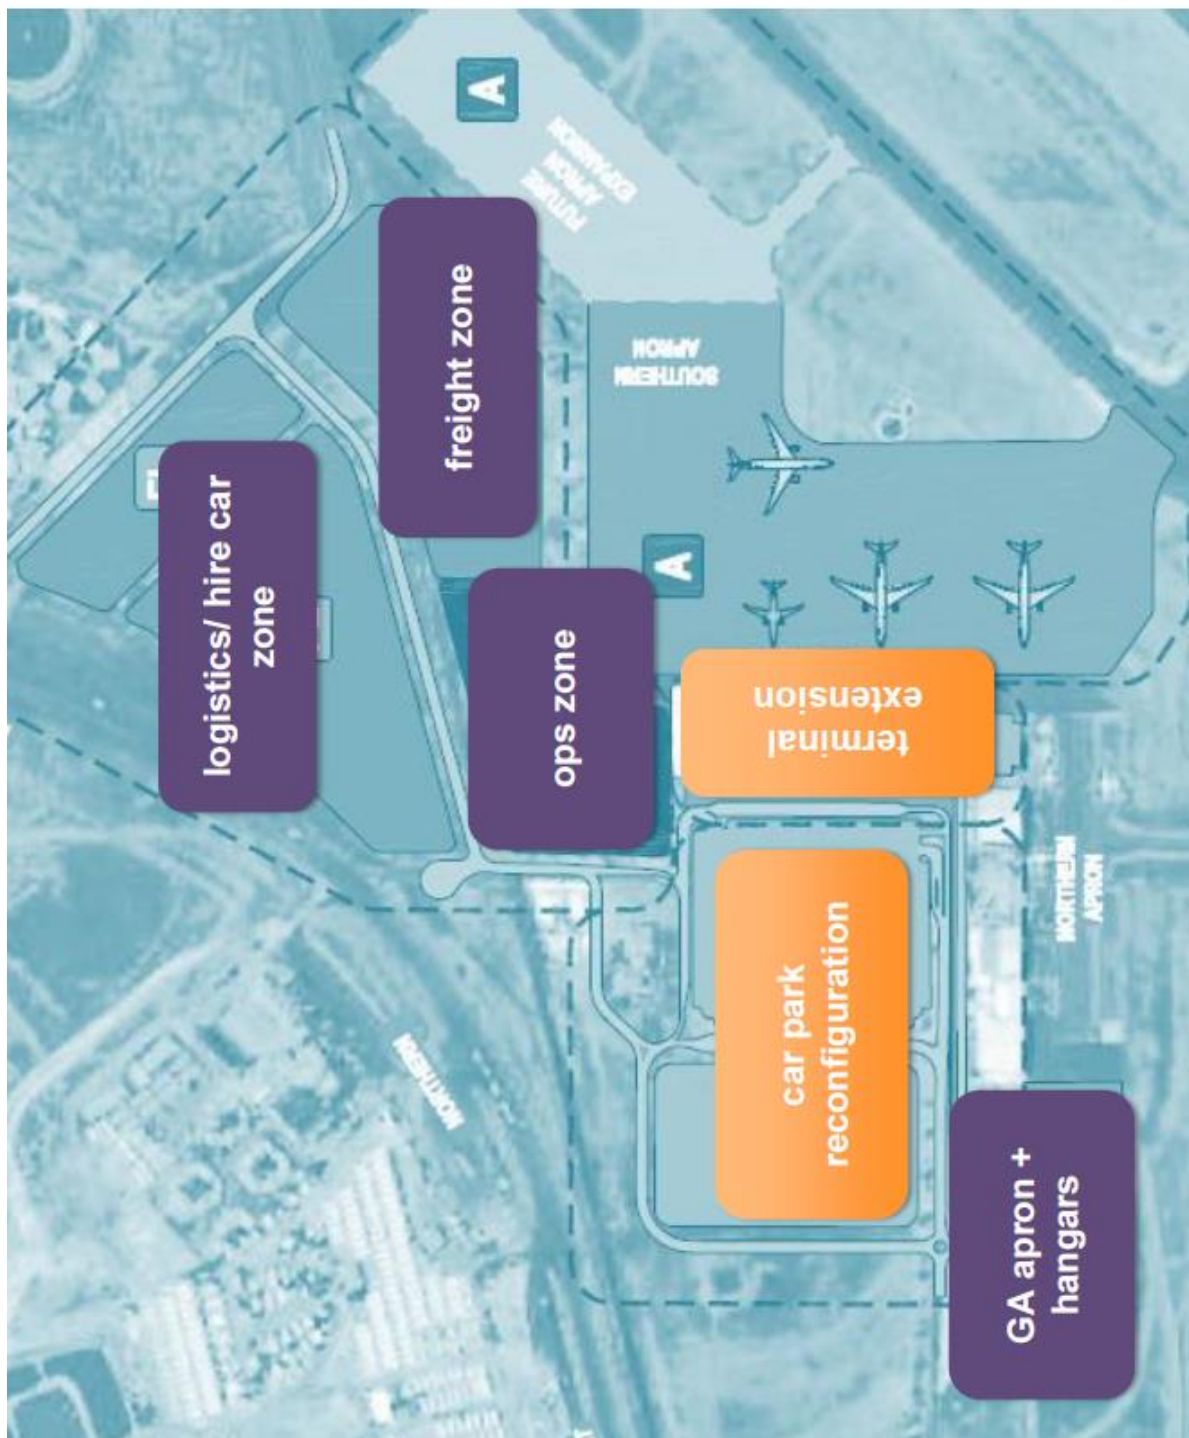 A
FUTURE
APRON
EXPANSION
freight zone
SOUTHERN
APRON
logistics/ hire car
zone
A
ops zone
terminal
extension
NORTHERN
APRON
car park
reconfiguration
NORTHERN
GA apron +
hangars